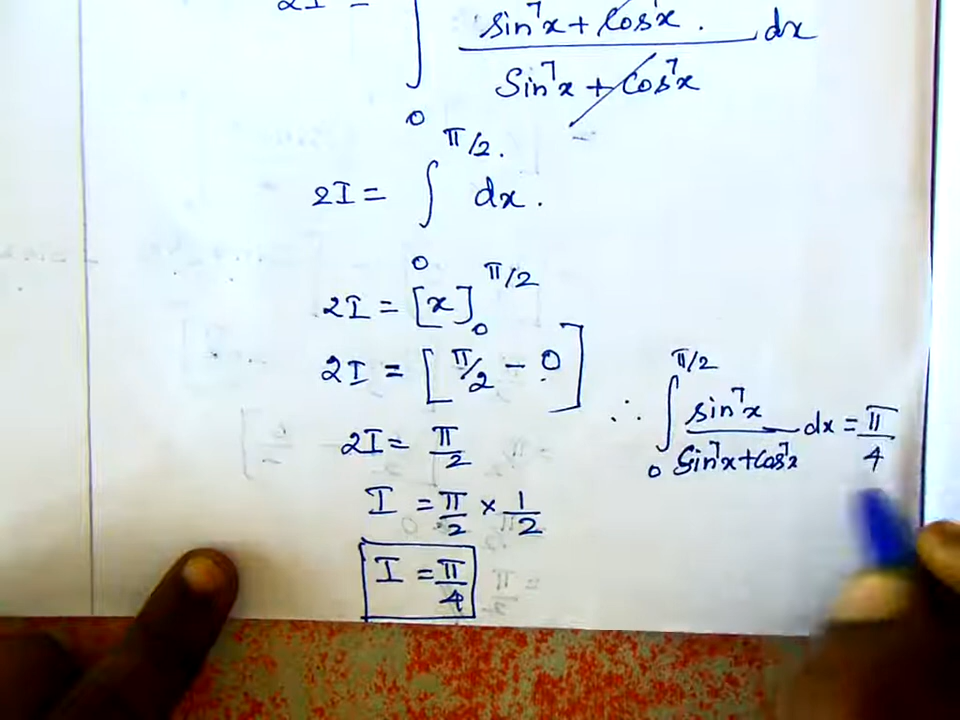 2I = ∫₀^{π/2} sin⁷x + cos⁷x . / sin⁷x + cos⁷x dx
2I = ∫₀^{π/2.} dx .
2I = [x]₀^{π/2}
2I = [π/2 - 0]
2I = π/2
I = π/2 × 1/2
I = π/4
∴ ∫₀^{π/2} sin⁷x / sin⁷x + cos⁷x dx = π/4